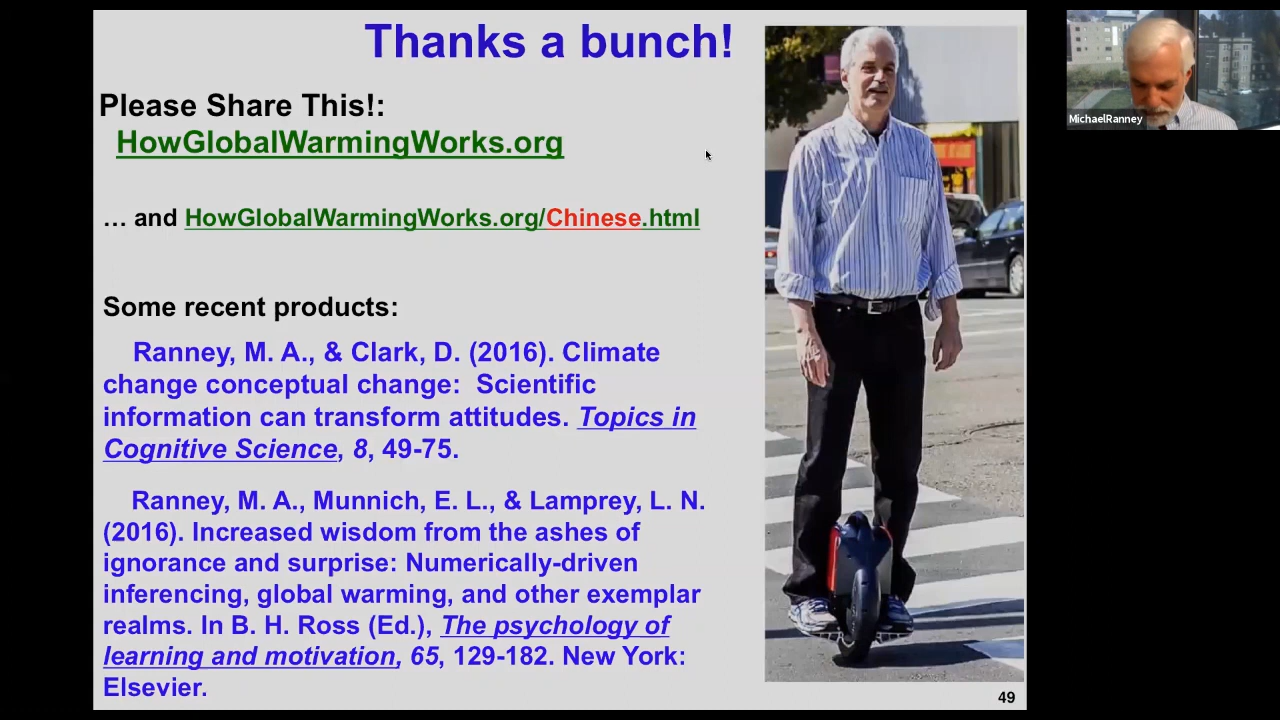 Thanks a bunch!
Please Share This!:
HowGlobalWarmingWorks.org
… and HowGlobalWarmingWorks.org/Chinese.html
Some recent products:
Ranney, M. A., & Clark, D. (2016). Climate
change conceptual change:  Scientific
information can transform attitudes. Topics in
Cognitive Science, 8, 49-75.
Ranney, M. A., Munnich, E. L., & Lamprey, L. N.
(2016). Increased wisdom from the ashes of
ignorance and surprise: Numerically-driven
inferencing, global warming, and other exemplar
realms. In B. H. Ross (Ed.), The psychology of
learning and motivation, 65, 129-182. New York:
Elsevier.
49
MichaelRanney